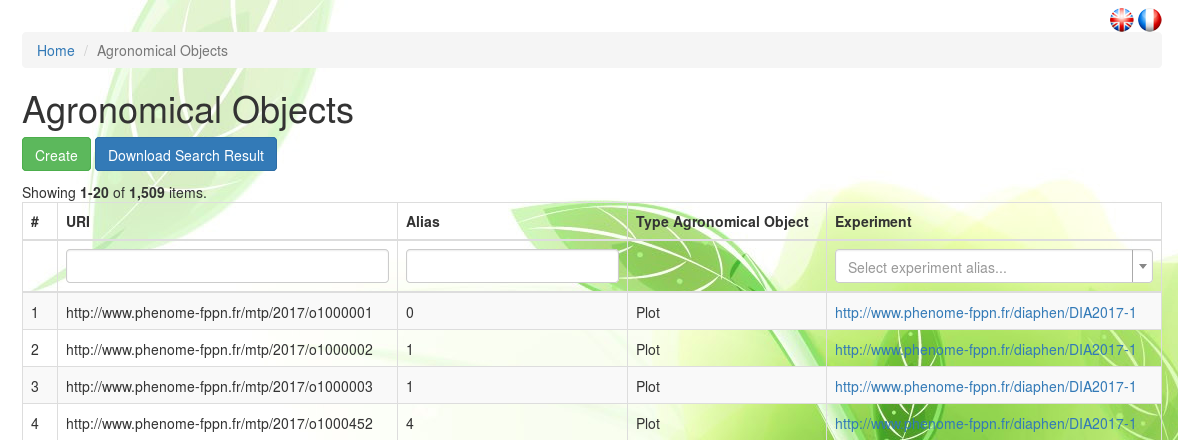 Home / Agronomical Objects
Agronomical Objects
Create Download Search Result
Showing 1-20 of 1,509 items.
# URI Alias Type Agronomical Object Experiment
Select experiment alias...
1 http://www.phenome-fppn.fr/mtp/2017/o1000001 0 Plot http://www.phenome-fppn.fr/diaphen/DIA2017-1
2 http://www.phenome-fppn.fr/mtp/2017/o1000002 1 Plot http://www.phenome-fppn.fr/diaphen/DIA2017-1
3 http://www.phenome-fppn.fr/mtp/2017/o1000003 1 Plot http://www.phenome-fppn.fr/diaphen/DIA2017-1
4 http://www.phenome-fppn.fr/mtp/2017/o1000452 4 Plot http://www.phenome-fppn.fr/diaphen/DIA2017-1